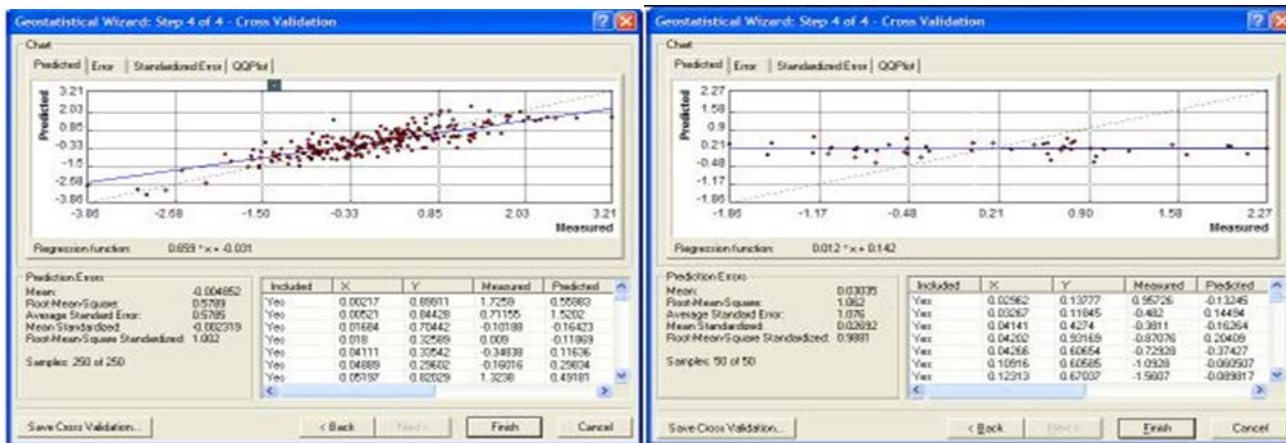 Geostatistical Wizard: Step 4 of 4 - Cross Validation
Chart
Predicted Error Standardized Error QQPlot
Predicted
3.21
2.03
0.85
-0.33
-1.5
-2.68
-3.86
-3.86 -2.68 -1.50 -0.33 0.85 2.03 3.21
Measured
Regression function: 0.659 * x + -0.031
Prediction Errors
Mean: -0.004852
Root-Mean-Square: 0.5789
Average Standard Error: 0.5785
Mean Standardized: -0.002319
Root-Mean-Square Standardized: 1.002
Samples: 250 of 250
Included X Y Measured Predicted
Yes 0.00217 0.89911 1.7259 0.55983
Yes 0.00521 0.84428 0.71155 1.5202
Yes 0.01684 0.70442 -0.10188 -0.16423
Yes 0.018 0.32589 0.009 -0.11869
Yes 0.04111 0.33542 -0.34838 0.11636
Yes 0.04889 0.29602 -0.16016 0.29834
Yes 0.05197 0.82029 1.3238 0.49181
Save Cross Validation... < Back Next > Finish Cancel
Geostatistical Wizard: Step 4 of 4 - Cross Validation
Chart
Predicted Error Standardized Error QQPlot
Predicted
2.27
1.58
0.9
0.21
-0.48
-1.17
-1.86
-1.86 -1.17 -0.48 0.21 0.90 1.58 2.27
Measured
Regression function: 0.012 * x + 0.142
Prediction Errors
Mean: 0.03035
Root-Mean-Square: 1.062
Average Standard Error: 1.076
Mean Standardized: 0.02692
Root-Mean-Square Standardized: 0.9881
Samples: 50 of 50
Included X Y Measured Predicted
Yes 0.02962 0.13777 0.95726 -0.13245
Yes 0.03267 0.11845 -0.482 0.14494
Yes 0.04141 0.4274 -0.3811 -0.16264
Yes 0.04202 0.93169 -0.87076 0.20409
Yes 0.04266 0.60654 -0.72928 -0.37427
Yes 0.10916 0.60585 -1.0928
Yes 0.12313 0.67037 -1.5607 -0.089817
Save Cross Validation... < Back Next > Finish Cancel